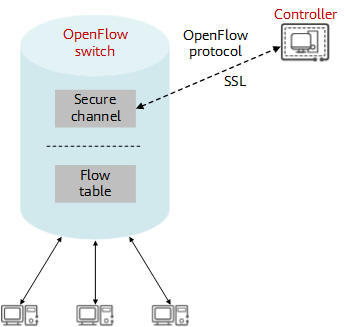 Controller
OpenFlow
switch
OpenFlow
protocol
SSL
Secure
channel
Flow
table